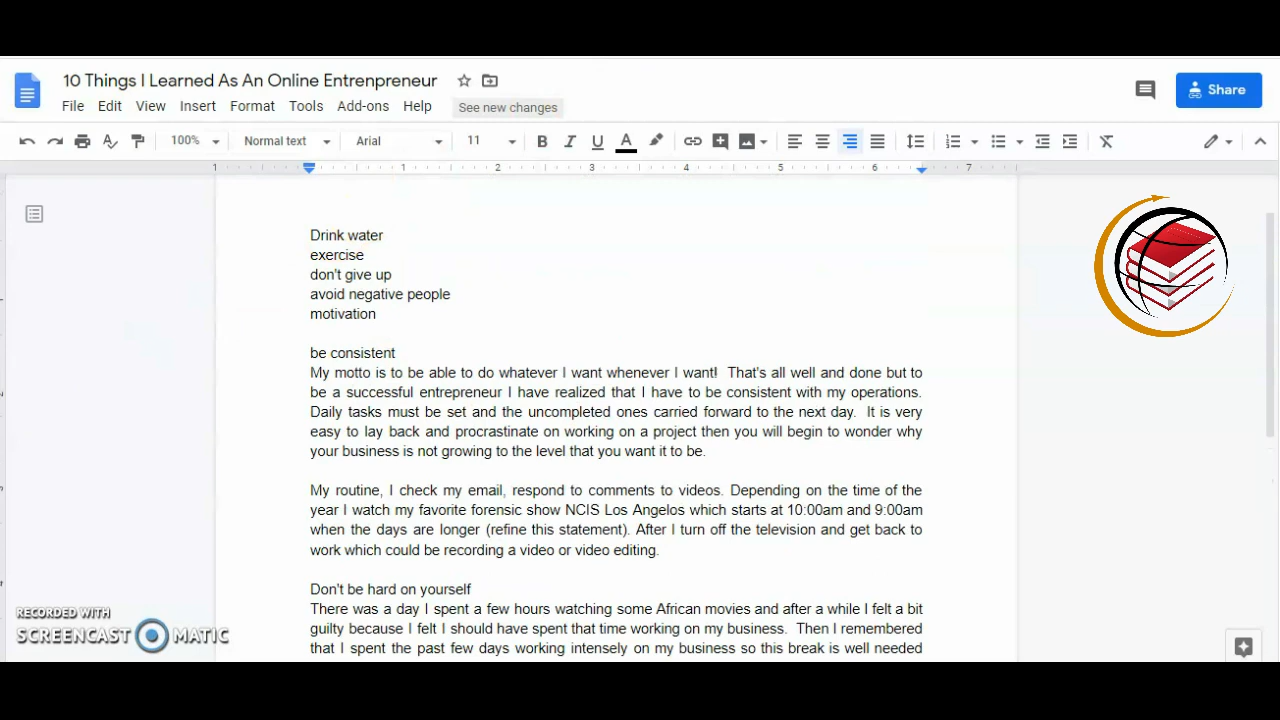 10 Things I Learned As An Online Entrenpreneur
File Edit View Insert Format Tools Add-ons Help See new changes
Share
100% Normal text Arial 11
1 1 2 3 4 5 6 7
Drink water
exercise
don't give up
avoid negative people
motivation
be consistent
My motto is to be able to do whatever I want whenever I want!  That's all well and done but to
be a successful entrepreneur I have realized that I have to be consistent with my operations.
Daily tasks must be set and the uncompleted ones carried forward to the next day.  It is very
easy to lay back and procrastinate on working on a project then you will begin to wonder why
your business is not growing to the level that you want it to be.
My routine, I check my email, respond to comments to videos. Depending on the time of the
year I watch my favorite forensic show NCIS Los Angelos which starts at 10:00am and 9:00am
when the days are longer (refine this statement). After I turn off the television and get back to
work which could be recording a video or video editing.
Don't be hard on yourself
There was a day I spent a few hours watching some African movies and after a while I felt a bit
guilty because I felt I should have spent that time working on my business.  Then I remembered
that I spent the past few days working intensely on my business so this break is well needed
RECORDED WITH
SCREENCAST MATIC